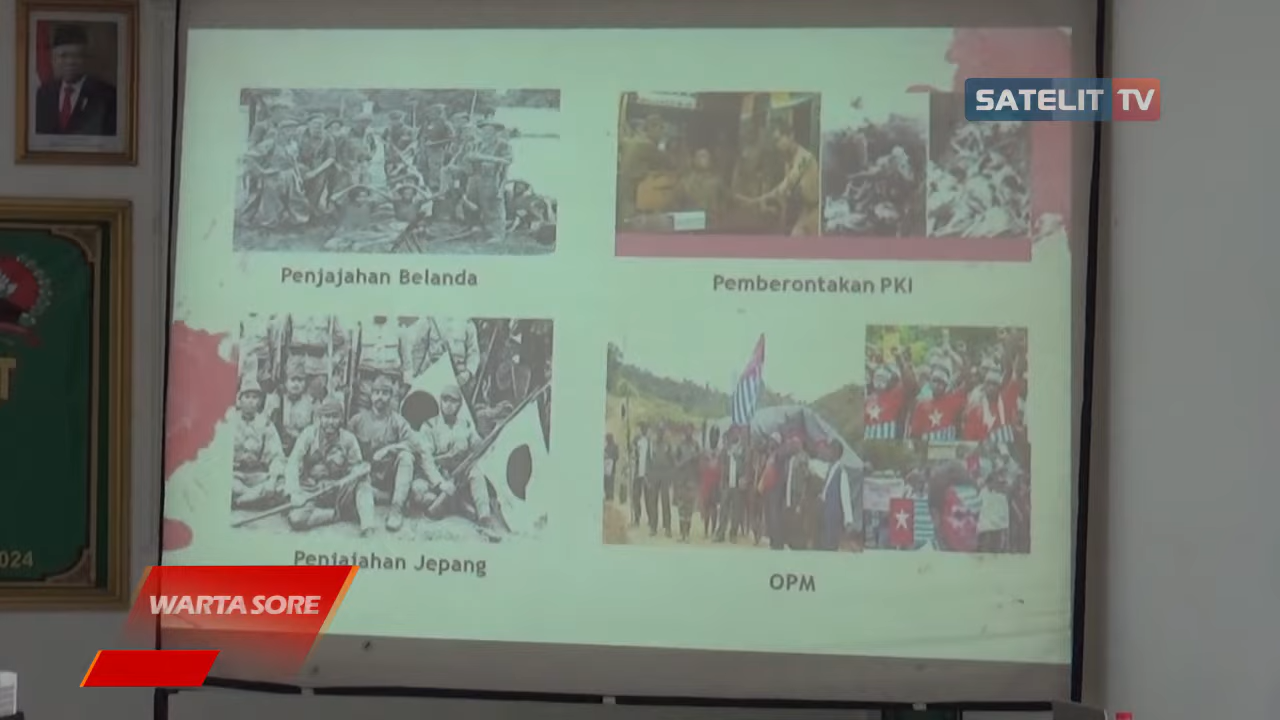 SATELIT TV
Penjajahan Belanda
Pemberontakan PKI
Penjajahan Jepang
OPM
T
2024
WARTA SORE